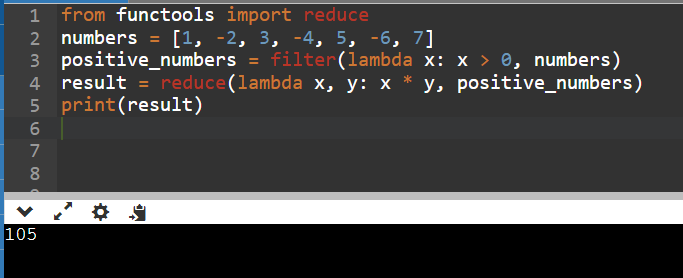 1 from functools import reduce
2 numbers = [1, -2, 3, -4, 5, -6, 7]
3 positive_numbers = filter(lambda x: x > 0, numbers)
4 result = reduce(lambda x, y: x * y, positive_numbers)
5 print(result)
6
7
8
105